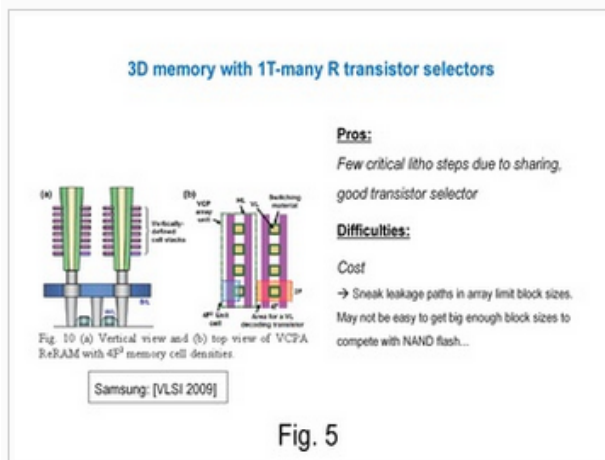 3D memory with 1T-many R transistor selectors
Pros:
Few critical litho steps due to sharing,
good transistor selector
Difficulties:
Cost
→ Sneak leakage paths in array limit block sizes.
May not be easy to get big enough block sizes to
compete with NAND flash...
(a)
Vertically-
defined
cell stacks
(b)
VCP
array
unit
HL
VL
Switching
material
4F² unit
cell
Area for a VL
decoding transistor
Fig. 10 (a) Vertical view and (b) top view of VCPA
ReRAM with 4F² memory cell densities.
Samsung: [VLSI 2009]
Fig. 5